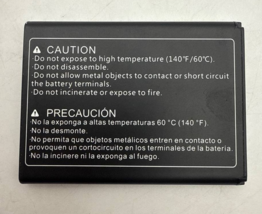 ⚠ CAUTION
·Do not expose to high temperature (140°F/60°C).
·Do not disassemble.
·Do not allow metal objects to contact or short circuit
the battery terminals.
·Do not incinerate or expose to fire.
⚠ PRECAUCIÓN
·No la exponga a altas temperaturas 60 °C (140 °F).
·No la desmonte.
·No permita que objetos metálicos entren en contacto o
provoquen un cortocircuito en los terminales de la batería.
·No la incinere ni la exponga al fuego.